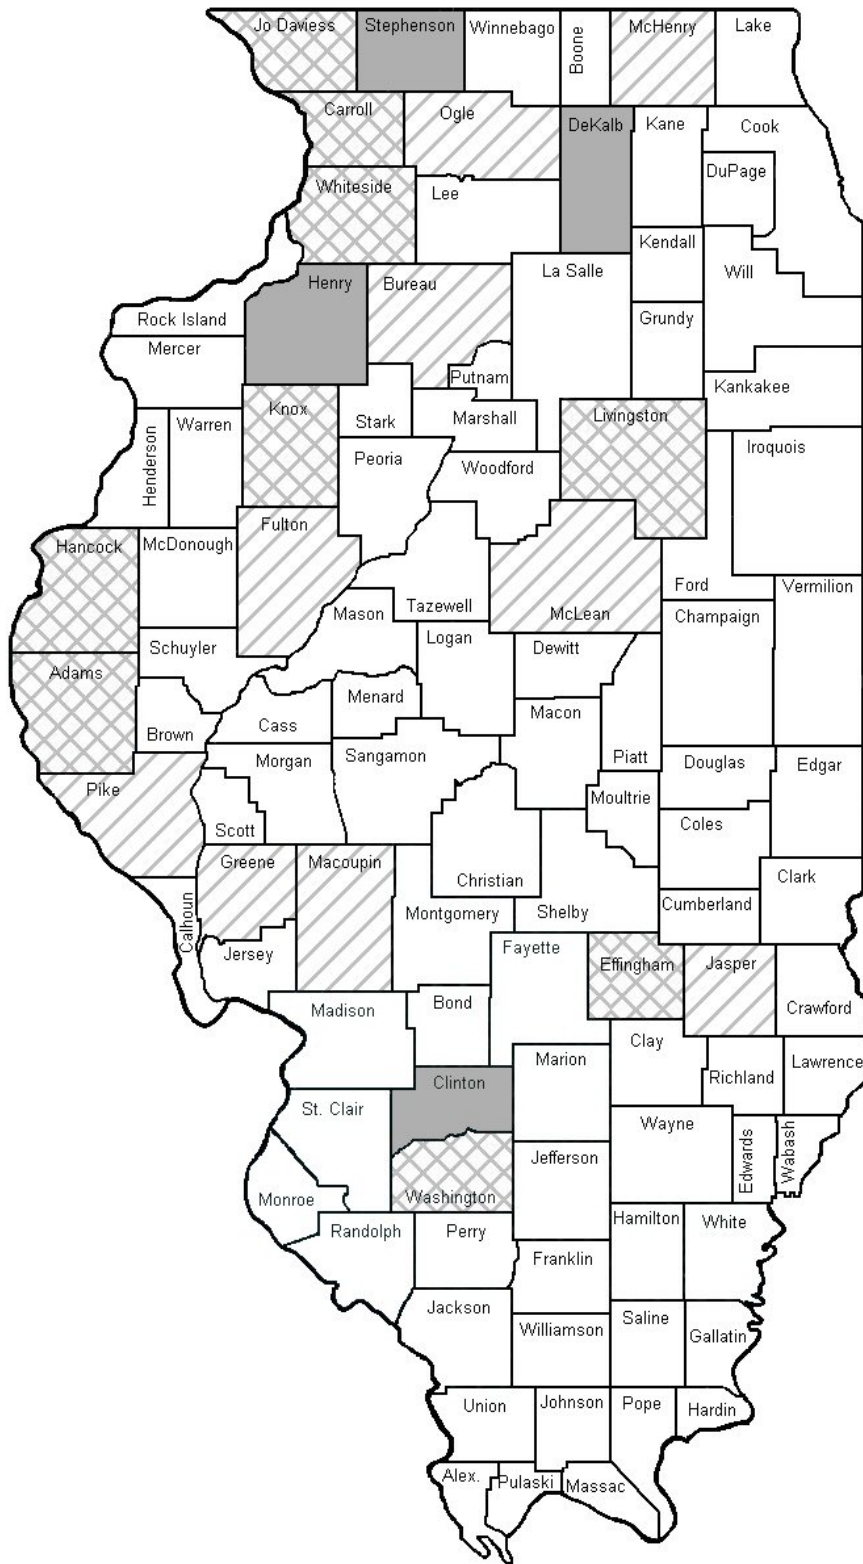 Jo Daviess
Stephenson
Winnebago
Boone
McHenry
Lake
Carroll
Ogle
DeKalb
Kane
Cook
DuPage
Whiteside
Lee
Kendall
La Salle
Will
Henry
Bureau
Rock Island
Grundy
Mercer
Putnam
Kankakee
Knox
Stark
Marshall
Livingston
Warren
Henderson
Peoria
Woodford
Iroquois
Hancock
McDonough
Fulton
Mason
Tazewell
McLean
Ford
Vermilion
Champaign
Logan
Dewitt
Schuyler
Adams
Brown
Cass
Menard
Macon
Piatt
Morgan
Sangamon
Douglas
Edgar
Pike
Moultrie
Scott
Coles
Greene
Macoupin
Christian
Clark
Calhoun
Montgomery
Shelby
Cumberland
Jersey
Fayette
Effingham
Jasper
Madison
Bond
Crawford
Clay
Marion
Lawrence
Clinton
Richland
St. Clair
Wayne
Edwards
Wabash
Jefferson
Monroe
Washington
Randolph
Perry
Hamilton
White
Franklin
Jackson
Williamson
Saline
Gallatin
Union
Johnson
Pope
Hardin
Alex.
Pulaski
Massac